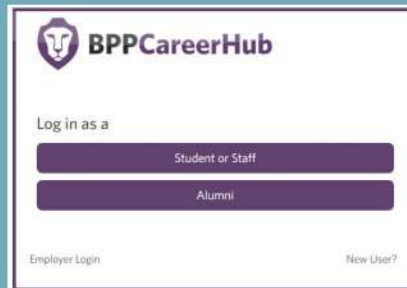 BPPCareerHub
Log in as a
Student or Staff
Alumni
Employer Login New User?